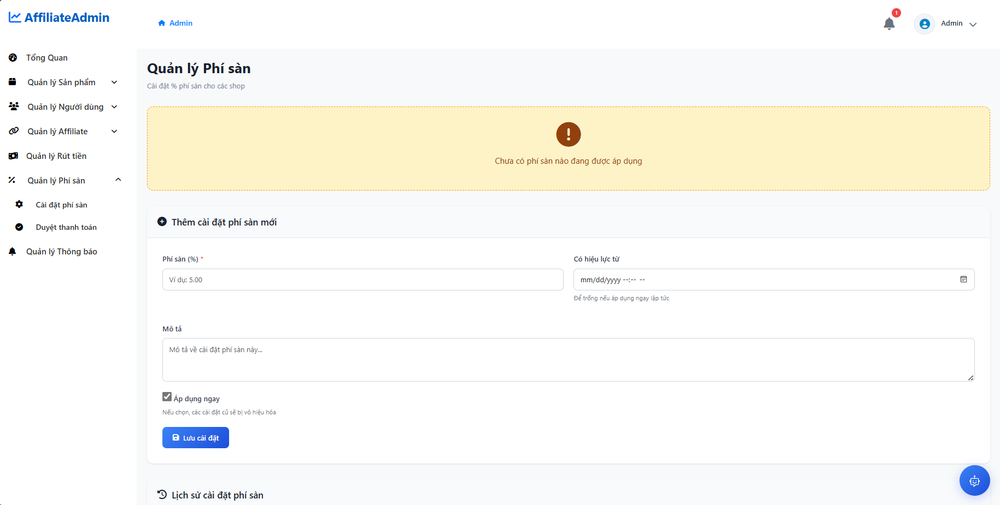 AffiliateAdmin
Admin
1
Admin
Tổng Quan
Quản lý Sản phẩm
Quản lý Người dùng
Quản lý Affiliate
Quản lý Rút tiền
Quản lý Phí sàn
Cài đặt phí sàn
Duyệt thanh toán
Quản lý Thông báo
Quản lý Phí sàn
Cài đặt % phí sàn cho các shop
Chưa có phí sàn nào đang được áp dụng
Thêm cài đặt phí sàn mới
Phí sàn (%) *
Ví dụ: 5.00
Có hiệu lực từ
mm/dd/yyyy --:-- --
Để trống nếu áp dụng ngay lập tức
Mô tả
Mô tả về cài đặt phí sàn này...
Áp dụng ngay
Nếu chọn, các cài đặt cũ sẽ bị vô hiệu hóa
Lưu cài đặt
Lịch sử cài đặt phí sàn